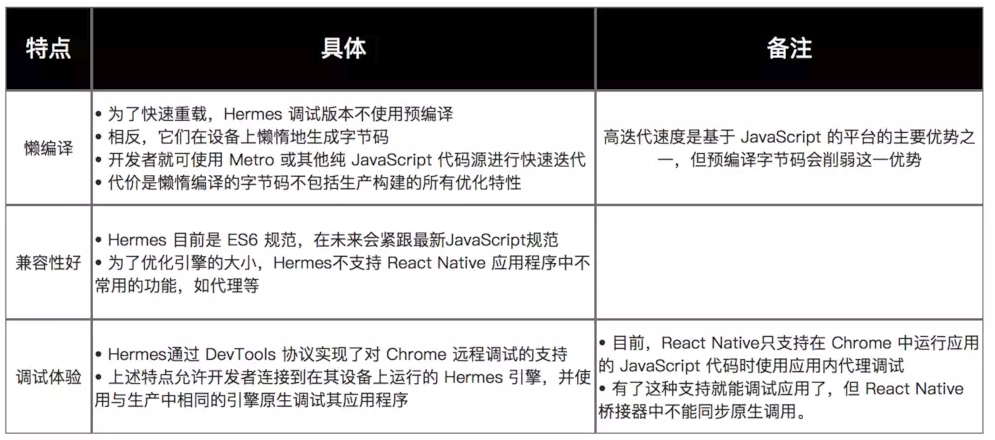 特点
具体
备注
懒编译
• 为了快速重载，Hermes 调试版本不使用预编译
• 相反，它们在设备上懒惰地生成字节码
• 开发者就可使用 Metro 或其他纯 JavaScript 代码源进行快速迭代
• 代价是懒惰编译的字节码不包括生产构建的所有优化特性
高迭代速度是基于 JavaScript 的平台的主要优势之
一，但预编译字节码会削弱这一优势
兼容性好
• Hermes 目前是 ES6 规范，在未来会紧跟最新JavaScript规范
• 为了优化引擎的大小，Hermes不支持 React Native 应用程序中不
常用的功能，如代理等
调试体验
• Hermes通过 DevTools 协议实现了对 Chrome 远程调试的支持
• 上述特点允许开发者连接到在其设备上运行的 Hermes 引擎，并使
用与生产中相同的引擎原生调试其应用程序
• 目前，React Native只支持在 Chrome 中运行应用
的 JavaScript 代码时使用应用内代理调试
• 有了这种支持就能调试应用了，但 React Native
桥接器中不能同步原生调用。